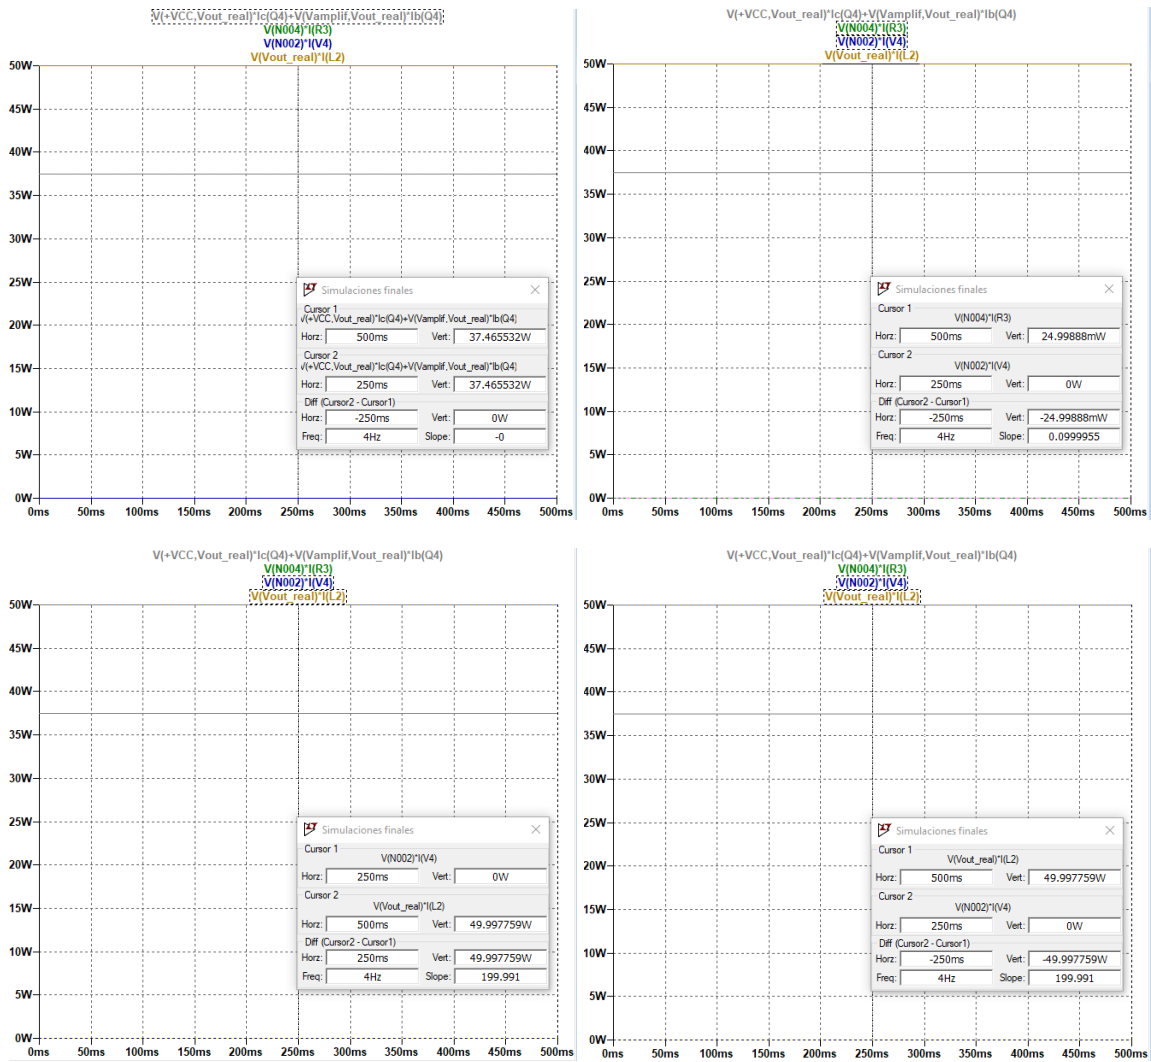 V(+VCC,Vout_real)*Ic(Q4)+V(Vamplif,Vout_real)*Ib(Q4)
V(N004)*I(R3)
V(N002)*I(V4)
V(Vout_real)*I(L2)
50W
45W
40W
35W
30W
25W
20W
15W
10W
5W
0W
0ms 50ms 100ms 150ms 200ms 250ms 300ms 350ms 400ms 450ms 500ms
Simulaciones finales
Cursor 1
V(+VCC,Vout_real)*Ic(Q4)+V(Vamplif,Vout_real)*Ib(Q4)
Horz: 500ms Vert: 37.465532W
Cursor 2
V(+VCC,Vout_real)*Ic(Q4)+V(Vamplif,Vout_real)*Ib(Q4)
Horz: 250ms Vert: 37.465532W
Diff (Cursor2 - Cursor1)
Horz: -250ms Vert: 0W
Freq: 4Hz Slope: -0
V(+VCC,Vout_real)*Ic(Q4)+V(Vamplif,Vout_real)*Ib(Q4)
V(N004)*I(R3)
V(N002)*I(V4)
V(Vout_real)*I(L2)
50W
45W
40W
35W
30W
25W
20W
15W
10W
5W
0W
0ms 50ms 100ms 150ms 200ms 250ms 300ms 350ms 400ms 450ms 500ms
Simulaciones finales
Cursor 1
V(N004)*I(R3)
Horz: 500ms Vert: 24.99888mW
Cursor 2
V(N002)*I(V4)
Horz: 250ms Vert: 0W
Diff (Cursor2 - Cursor1)
Horz: -250ms Vert: -24.99888mW
Freq: 4Hz Slope: 0.0999955
V(+VCC,Vout_real)*Ic(Q4)+V(Vamplif,Vout_real)*Ib(Q4)
V(N004)*I(R3)
V(N002)*I(V4)
V(Vout_real)*I(L2)
50W
45W
40W
35W
30W
25W
20W
15W
10W
5W
0W
0ms 50ms 100ms 150ms 200ms 250ms 300ms 350ms 400ms 450ms 500ms
Simulaciones finales
Cursor 1
V(N002)*I(V4)
Horz: 250ms Vert: 0W
Cursor 2
V(Vout_real)*I(L2)
Horz: 500ms Vert: 49.997759W
Diff (Cursor2 - Cursor1)
Horz: 250ms Vert: 49.997759W
Freq: 4Hz Slope: 199.991
V(+VCC,Vout_real)*Ic(Q4)+V(Vamplif,Vout_real)*Ib(Q4)
V(N004)*I(R3)
V(N002)*I(V4)
V(Vout_real)*I(L2)
50W
45W
40W
35W
30W
25W
20W
15W
10W
5W
0W
0ms 50ms 100ms 150ms 200ms 250ms 300ms 350ms 400ms 450ms 500ms
Simulaciones finales
Cursor 1
V(Vout_real)*I(L2)
Horz: 500ms Vert: 49.997759W
Cursor 2
V(N002)*I(V4)
Horz: 250ms Vert: 0W
Diff (Cursor2 - Cursor1)
Horz: -250ms Vert: -49.997759W
Freq: 4Hz Slope: 199.991